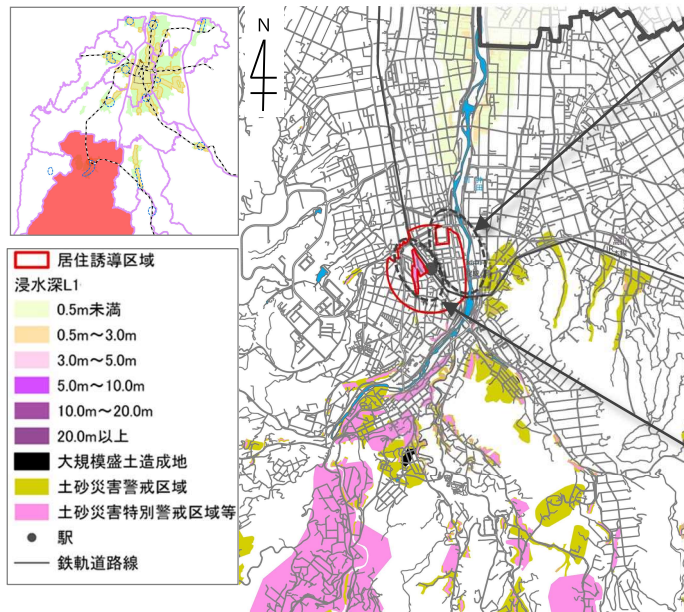 N
居住誘導区域
浸水深L1
0.5m未満
0.5m～3.0m
3.0m～5.0m
5.0m～10.0m
10.0m～20.0m
20.0m以上
大規模盛土造成地
土砂災害警戒区域
土砂災害特別警戒区域等
駅
鉄軌道路線